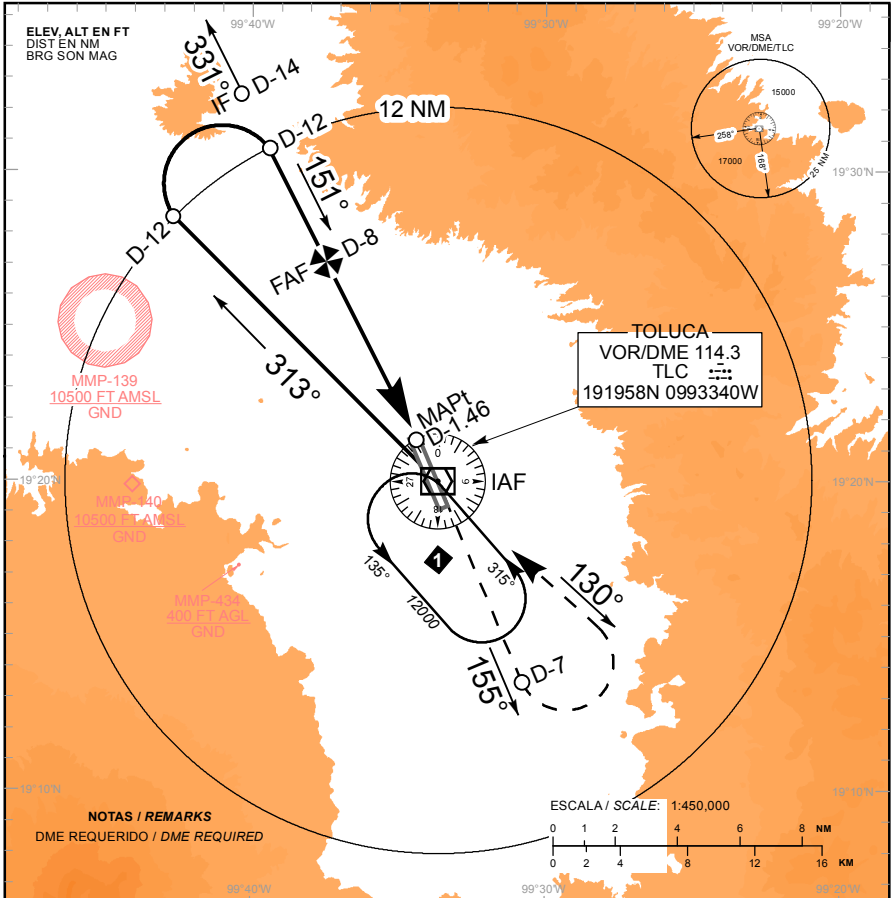 99°40'W
99°30'W
99°20'W
ELEV, ALT EN FT
DIST EN NM
BRG SON MAG
MSA
VOR/DME/TLC
15000
258°
17000
168°
25 NM
331°
IF
D-14
12 NM
D-12
151°
19°30'N
19°30'N
D-12
FAF
D-8
313°
MMP-139
10500 FT AMSL
GND
TOLUCA
VOR/DME 114.3
TLC
191958N 0993340W
MAPt
D-1.46
0
27
9
18
IAF
19°20'N
19°20'N
MMP-140
10500 FT AMSL
GND
1
135°
12000
315°
130°
MMP-434
400 FT AGL
GND
155°
D-7
19°10'N
19°10'N
NOTAS / REMARKS
DME REQUERIDO / DME REQUIRED
ESCALA / SCALE: 1:450,000
0 1 2 4 6 8 NM
0 2 4 8 12 16 KM
99°40'W
99°30'W
99°20'W